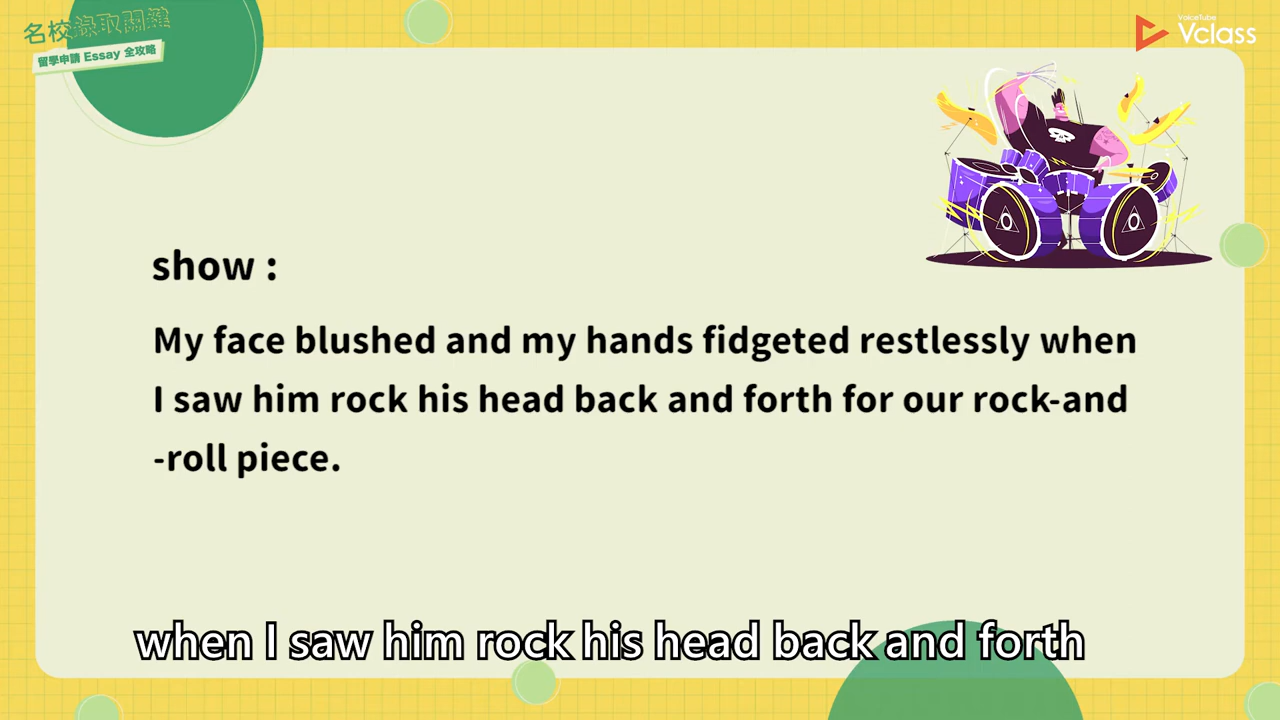 名校錄取關鍵
留學申請 Essay 全攻略
VoiceTube
Vclass
show :
My face blushed and my hands fidgeted restlessly when
I saw him rock his head back and forth for our rock-and
-roll piece.
when I saw him rock his head back and forth